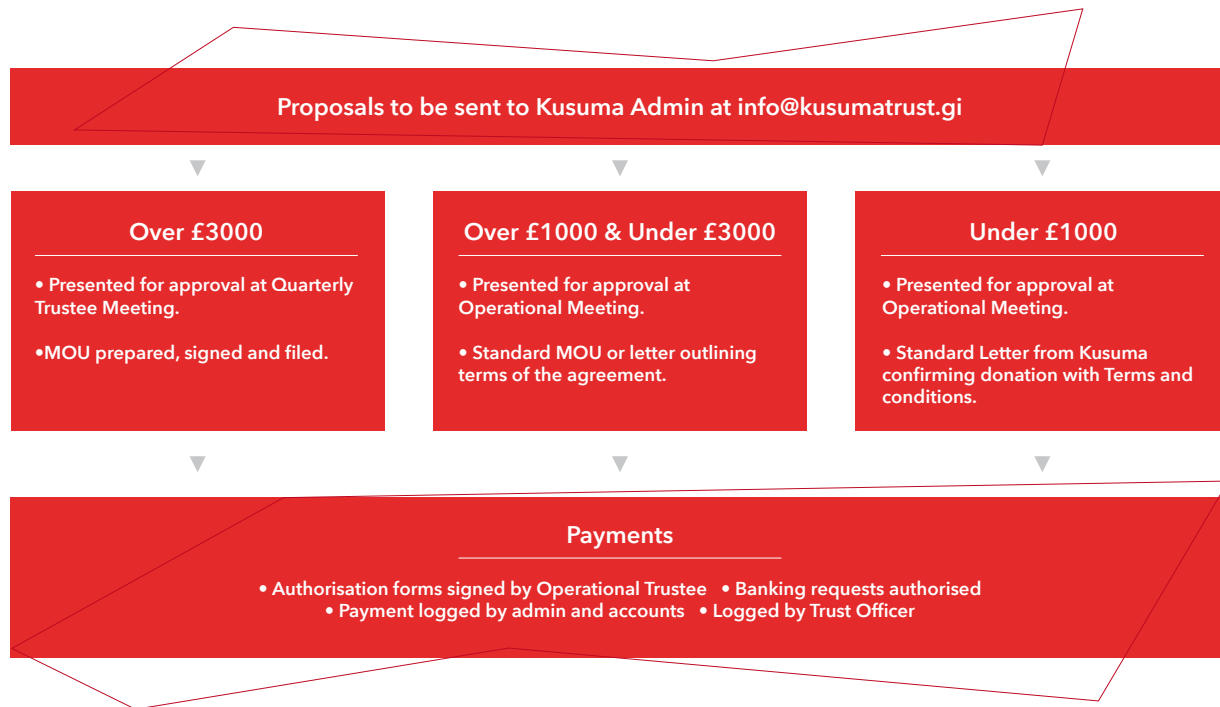 Proposals to be sent to Kusuma Admin at info@kusumatrust.gi
Over £3000
• Presented for approval at Quarterly
Trustee Meeting.
•MOU prepared, signed and filed.
Over £1000 & Under £3000
• Presented for approval at
Operational Meeting.
• Standard MOU or letter outlining
terms of the agreement.
Under £1000
• Presented for approval at
Operational Meeting.
• Standard Letter from Kusuma
confirming donation with Terms and
conditions.
Payments
• Authorisation forms signed by Operational Trustee • Banking requests authorised
• Payment logged by admin and accounts • Logged by Trust Officer